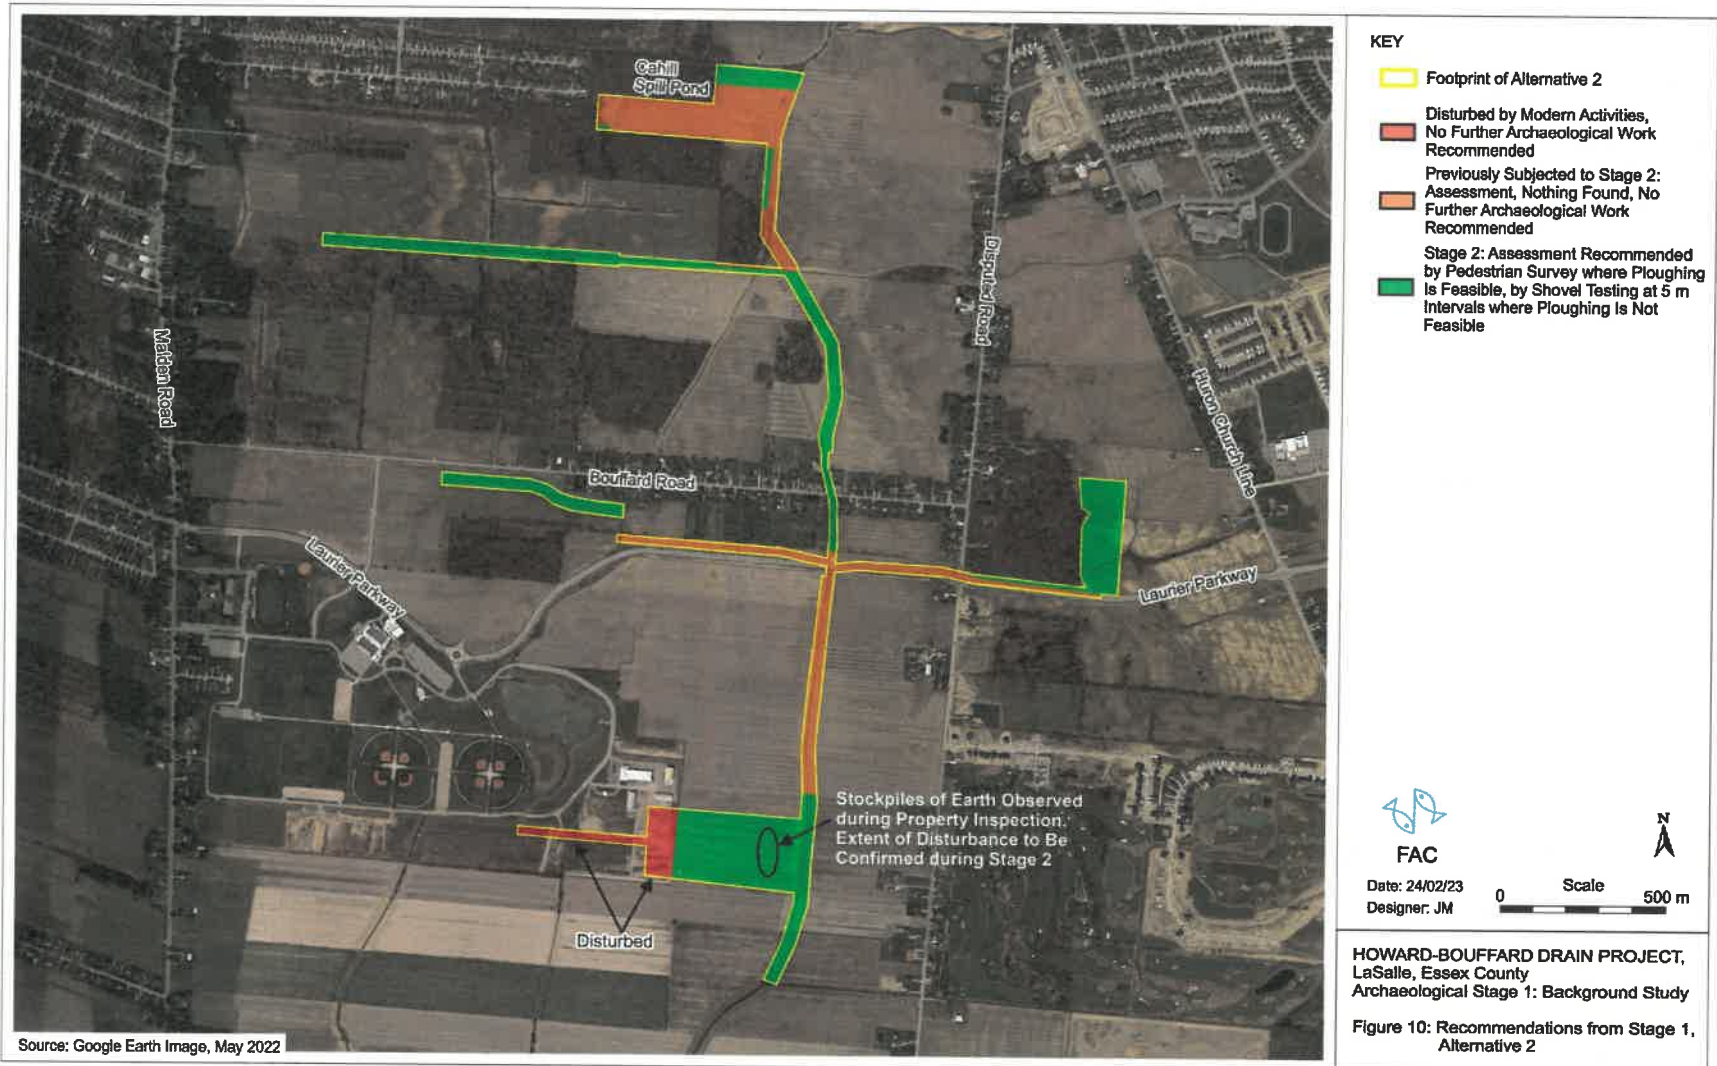 Cahill
Spill Pond
Malden Road
Disputed Road
Huron Church Line
Bouffard Road
Laurier Parkway
Laurier Parkway
Stockpiles of Earth Observed
during Property Inspection.
Extent of Disturbance to Be
Confirmed during Stage 2
Disturbed
Source: Google Earth Image, May 2022
KEY
Footprint of Alternative 2
Disturbed by Modern Activities,
No Further Archaeological Work
Recommended
Previously Subjected to Stage 2:
Assessment, Nothing Found, No
Further Archaeological Work
Recommended
Stage 2: Assessment Recommended
by Pedestrian Survey where Ploughing
Is Feasible, by Shovel Testing at 5 m
Intervals where Ploughing Is Not
Feasible
FAC
N
Date: 24/02/23
Designer: JM
Scale
0 500 m
HOWARD-BOUFFARD DRAIN PROJECT,
LaSalle, Essex County
Archaeological Stage 1: Background Study
Figure 10: Recommendations from Stage 1,
Alternative 2